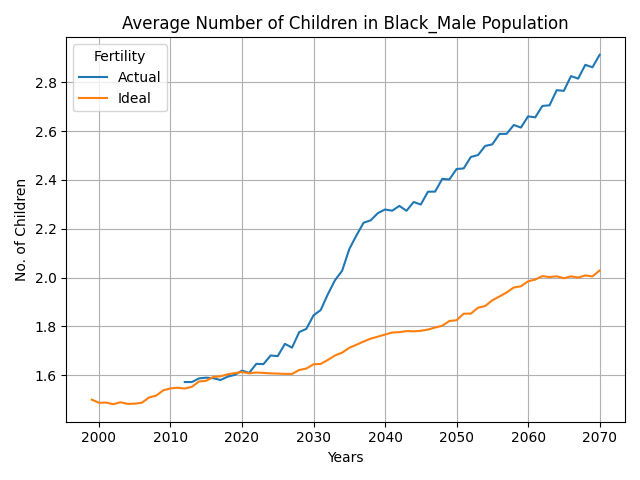 Average Number of Children in Black_Male Population
Fertility
Actual
Ideal
No. of Children
2.8
2.6
2.4
2.2
2.0
1.8
1.6
2000 2010 2020 2030 2040 2050 2060 2070
Years